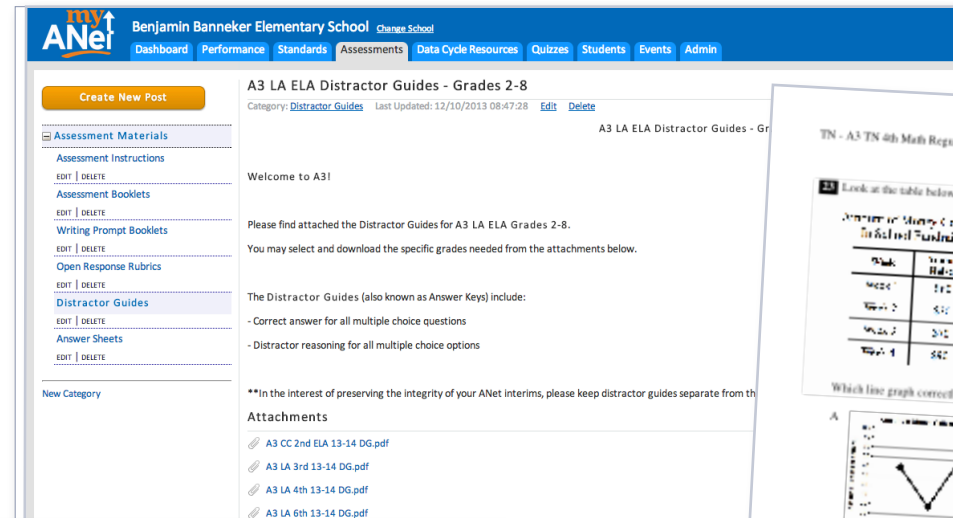 my
ANet
Benjamin Banneker Elementary School Change School
Dashboard Performance Standards Assessments Data Cycle Resources Quizzes Students Events Admin
Create New Post
Assessment Materials
Assessment Instructions
EDIT | DELETE
Assessment Booklets
EDIT | DELETE
Writing Prompt Booklets
EDIT | DELETE
Open Response Rubrics
EDIT | DELETE
Distractor Guides
EDIT | DELETE
Answer Sheets
EDIT | DELETE
New Category
A3 LA ELA Distractor Guides - Grades 2-8
Category: Distractor Guides Last Updated: 12/10/2013 08:47:28 Edit Delete
A3 LA ELA Distractor Guides - Gr
Welcome to A3!
Please find attached the Distractor Guides for A3 LA ELA Grades 2-8.
You may select and download the specific grades needed from the attachments below.
The Distractor Guides (also known as Answer Keys) include:
- Correct answer for all multiple choice questions
- Distractor reasoning for all multiple choice options
**In the interest of preserving the integrity of your ANet interims, please keep distractor guides separate from th
Attachments
A3 CC 2nd ELA 13-14 DG.pdf
A3 LA 3rd 13-14 DG.pdf
A3 LA 4th 13-14 DG.pdf
A3 LA 6th 13-14 DG.pdf
TN - A3 TN 4th Math Regu
23 Look at the table below
Which line graph correctl
A